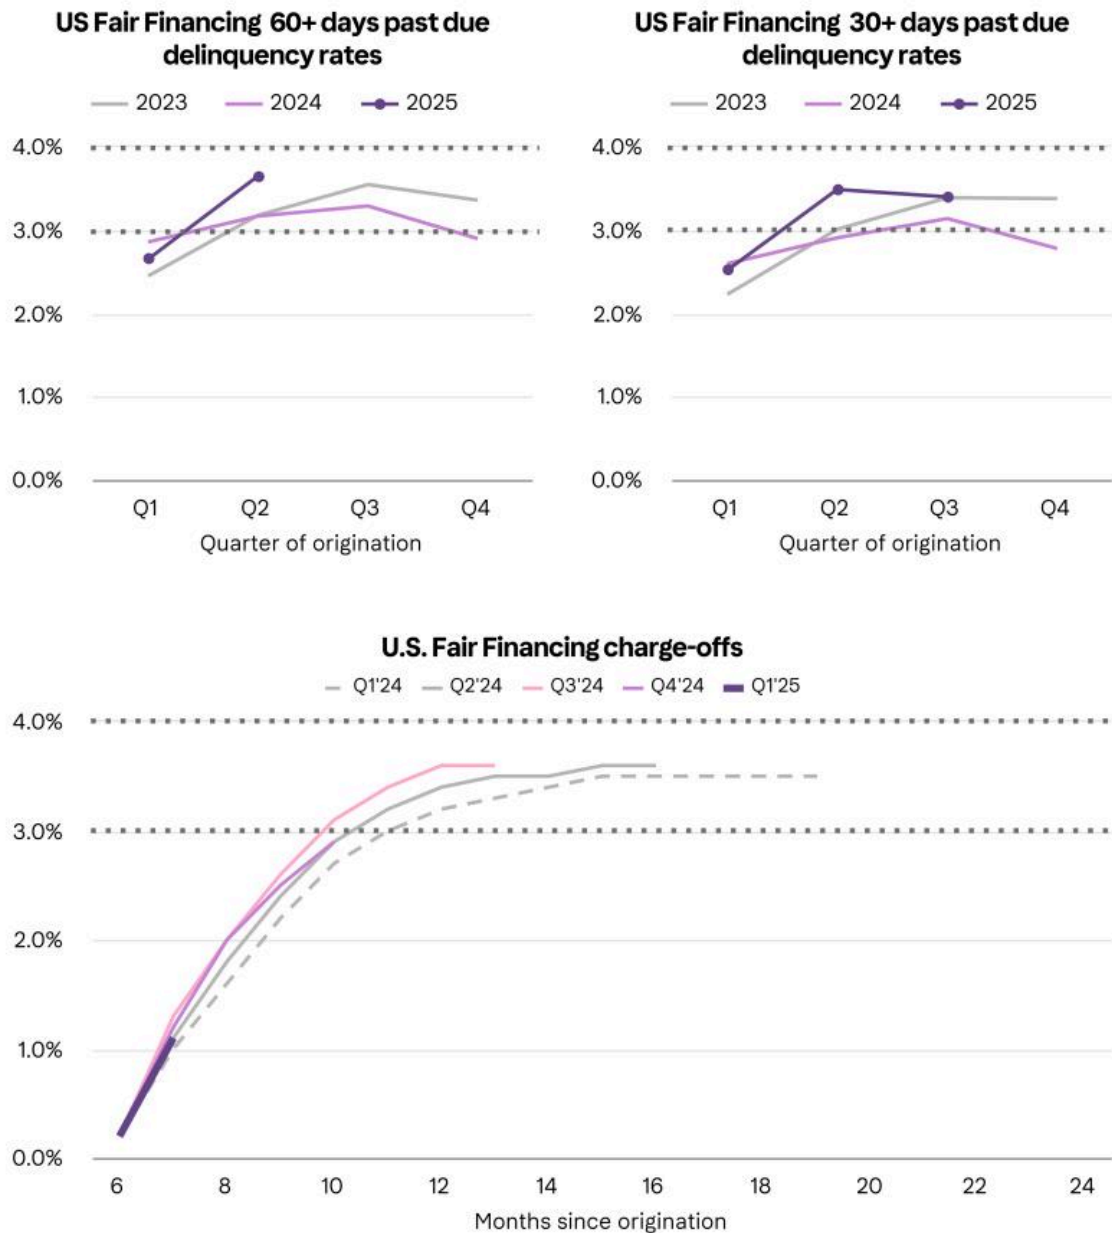 US Fair Financing 60+ days past due
delinquency rates
2023 2024 2025
4.0%
3.0%
2.0%
1.0%
0.0%
Q1 Q2 Q3 Q4
Quarter of origination
US Fair Financing 30+ days past due
delinquency rates
2023 2024 2025
4.0%
3.0%
2.0%
1.0%
0.0%
Q1 Q2 Q3 Q4
Quarter of origination
U.S. Fair Financing charge-offs
Q1'24 Q2'24 Q3'24 Q4'24 Q1'25
4.0%
3.0%
2.0%
1.0%
0.0%
6 8 10 12 14 16 18 20 22 24
Months since origination